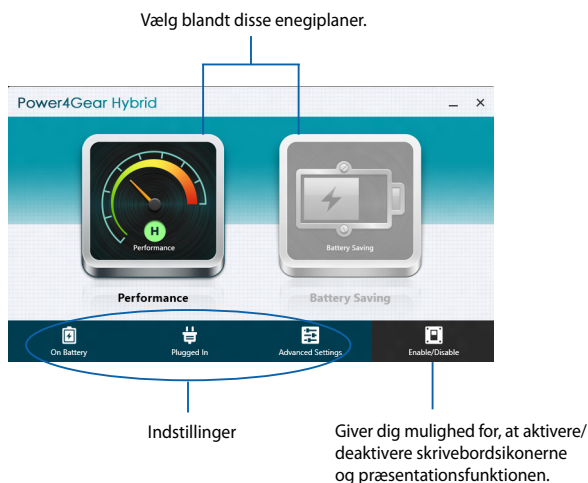 Vælg blandt disse enegiplaner.
Power4Gear Hybrid
H
Performance
Battery Saving
Performance
Battery Saving
On Battery
Plugged In
Advanced Settings
Enable/Disable
Indstillinger
Giver dig mulighed for, at aktivere/
deaktivere skrivebordsikonerne
og præsentationsfunktionen.